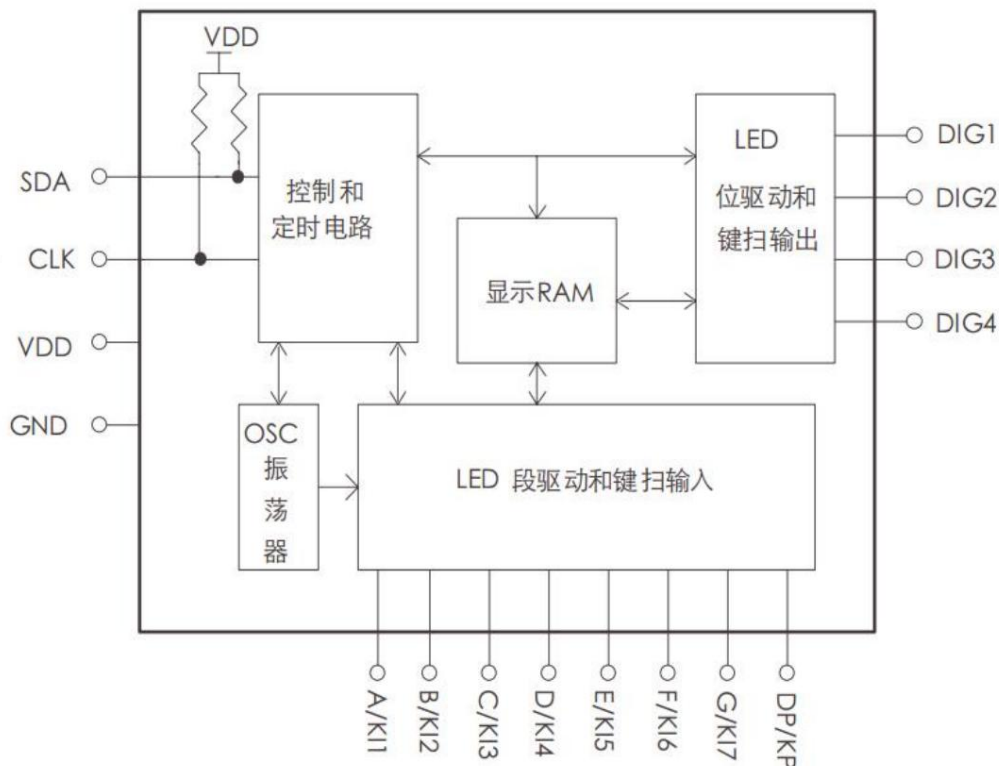 VDD
SDA
CLK
VDD
GND
控制和
定时电路
显示RAM
LED
位驱动和
键扫输出
DIG1
DIG2
DIG3
DIG4
OSC
振
荡
器
LED 段驱动和键扫输入
A/KI1
B/KI2
C/KI3
D/KI4
E/KI5
F/KI6
G/KI7
DP/KP